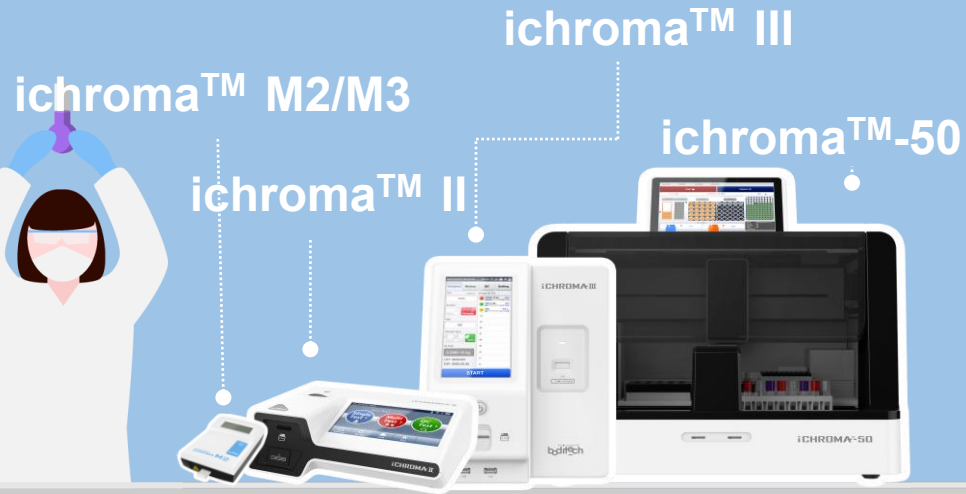 ichroma™ III
ichroma™ M2/M3
ichroma™-50
ichroma™ II
iCHROMA III
START
boditech
iCHROMA II
iCHROMA-50